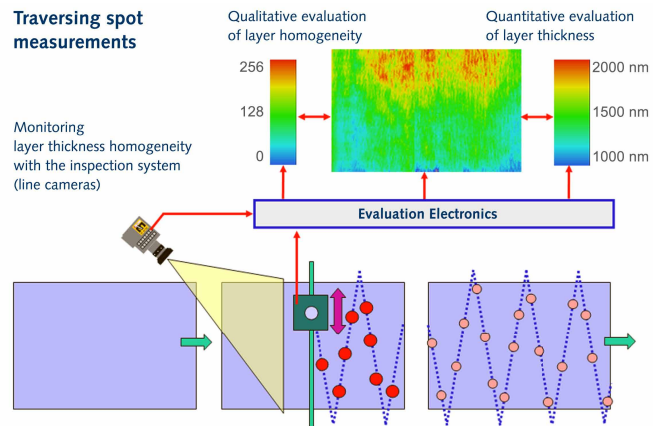 Traversing spot
measurements
Qualitative evaluation
of layer homogeneity
Quantitative evaluation
of layer thickness
256
128
0
2000 nm
1500 nm
1000 nm
Monitoring
layer thickness homogeneity
with the inspection system
(line cameras)
Evaluation Electronics